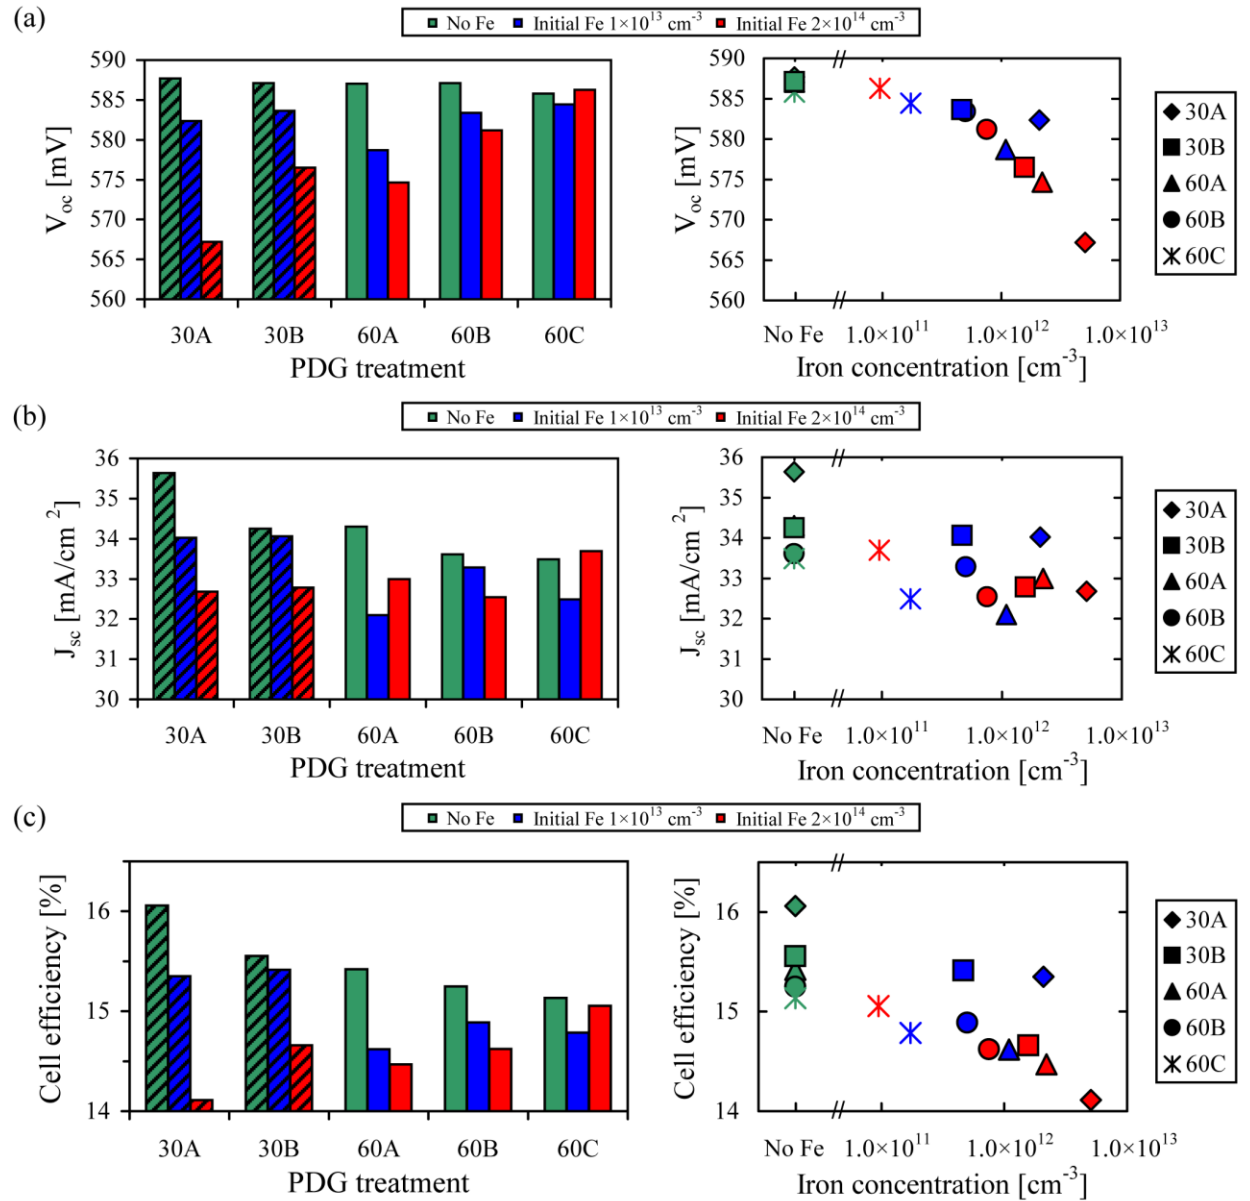 (a)
No Fe Initial Fe 1×10¹³ cm⁻³ Initial Fe 2×10¹⁴ cm⁻³
Voc [mV]
590
585
580
575
570
565
560
30A 30B 60A 60B 60C
PDG treatment
Voc [mV]
590
585
580
575
570
565
560
//
//
No Fe 1.0×10¹¹ 1.0×10¹² 1.0×10¹³
Iron concentration [cm⁻³]
30A
30B
60A
60B
60C
(b)
No Fe Initial Fe 1×10¹³ cm⁻³ Initial Fe 2×10¹⁴ cm⁻³
Jsc [mA/cm²]
36
35
34
33
32
31
30
30A 30B 60A 60B 60C
PDG treatment
Jsc [mA/cm²]
36
35
34
33
32
31
30
//
//
No Fe 1.0×10¹¹ 1.0×10¹² 1.0×10¹³
Iron concentration [cm⁻³]
30A
30B
60A
60B
60C
(c)
No Fe Initial Fe 1×10¹³ cm⁻³ Initial Fe 2×10¹⁴ cm⁻³
Cell efficiency [%]
16
15
14
30A 30B 60A 60B 60C
PDG treatment
Cell efficiency [%]
16
15
14
//
//
No Fe 1.0×10¹¹ 1.0×10¹² 1.0×10¹³
Iron concentration [cm⁻³]
30A
30B
60A
60B
60C